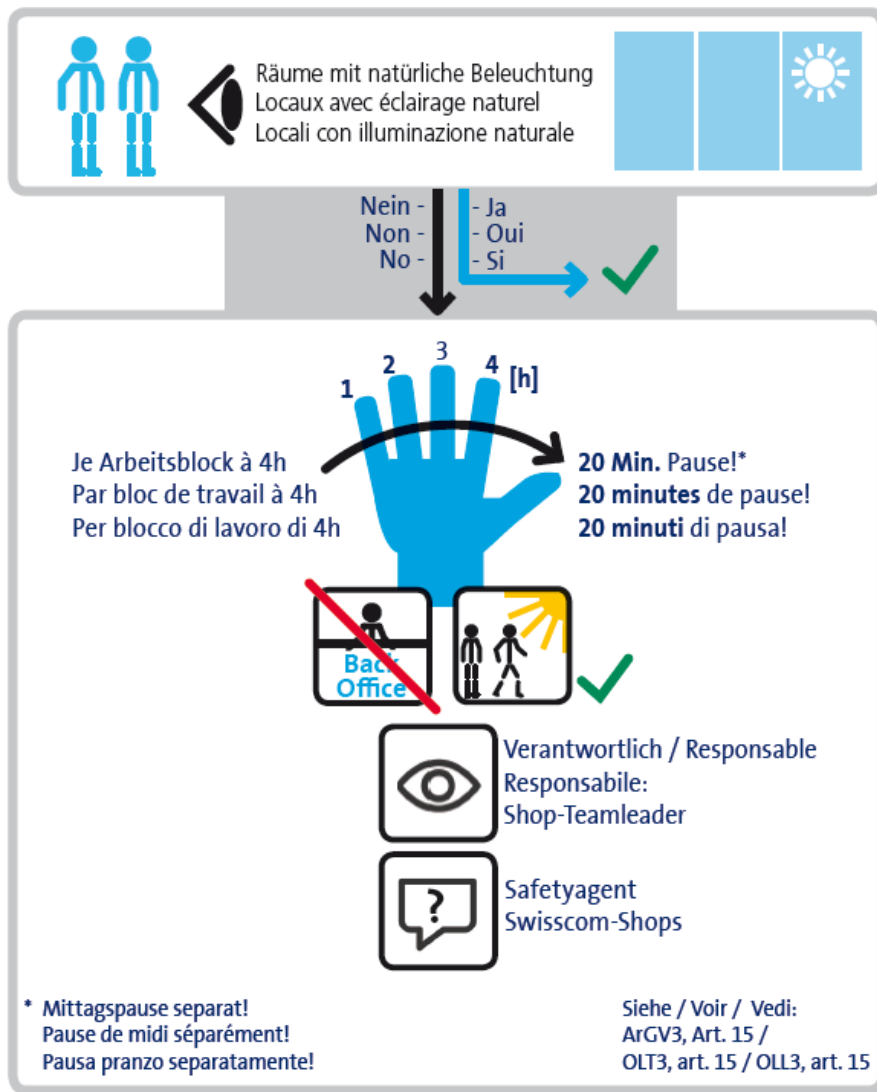 Räume mit natürliche Beleuchtung
Locaux avec éclairage naturel
Locali con illuminazione naturale
Nein - - Ja
Non - - Oui
No - - Si
1 2 3 4 [h]
Je Arbeitsblock à 4h
Par bloc de travail à 4h
Per blocco di lavoro di 4h
20 Min. Pause!*
20 minutes de pause!
20 minuti di pausa!
Back
Office
Verantwortlich / Responsable
Responsabile:
Shop-Teamleader
?
Safetyagent
Swisscom-Shops
* Mittagspause separat!
Pause de midi séparément!
Pausa pranzo separatamente!
Siehe / Voir / Vedi:
ArGV3, Art. 15 /
OLT3, art. 15 / OLL3, art. 15